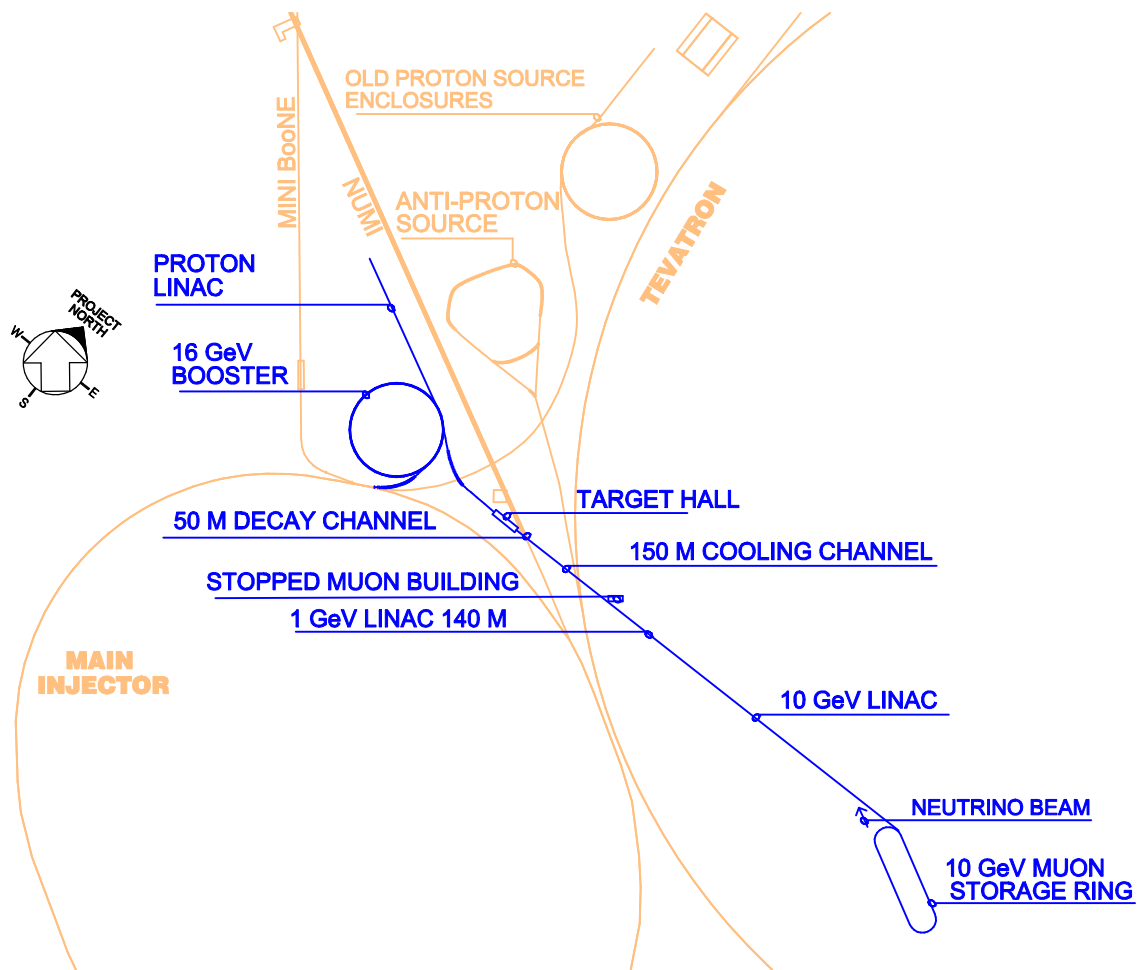 OLD PROTON SOURCE
ENCLOSURES
MINI BooNE
NUMI
ANTI-PROTON
SOURCE
TEVATRON
PROTON
LINAC
PROJECT
NORTH
W
S
E
16 GeV
BOOSTER
TARGET HALL
50 M DECAY CHANNEL
150 M COOLING CHANNEL
STOPPED MUON BUILDING
1 GeV LINAC 140 M
MAIN
INJECTOR
10 GeV LINAC
NEUTRINO BEAM
10 GeV MUON
STORAGE RING